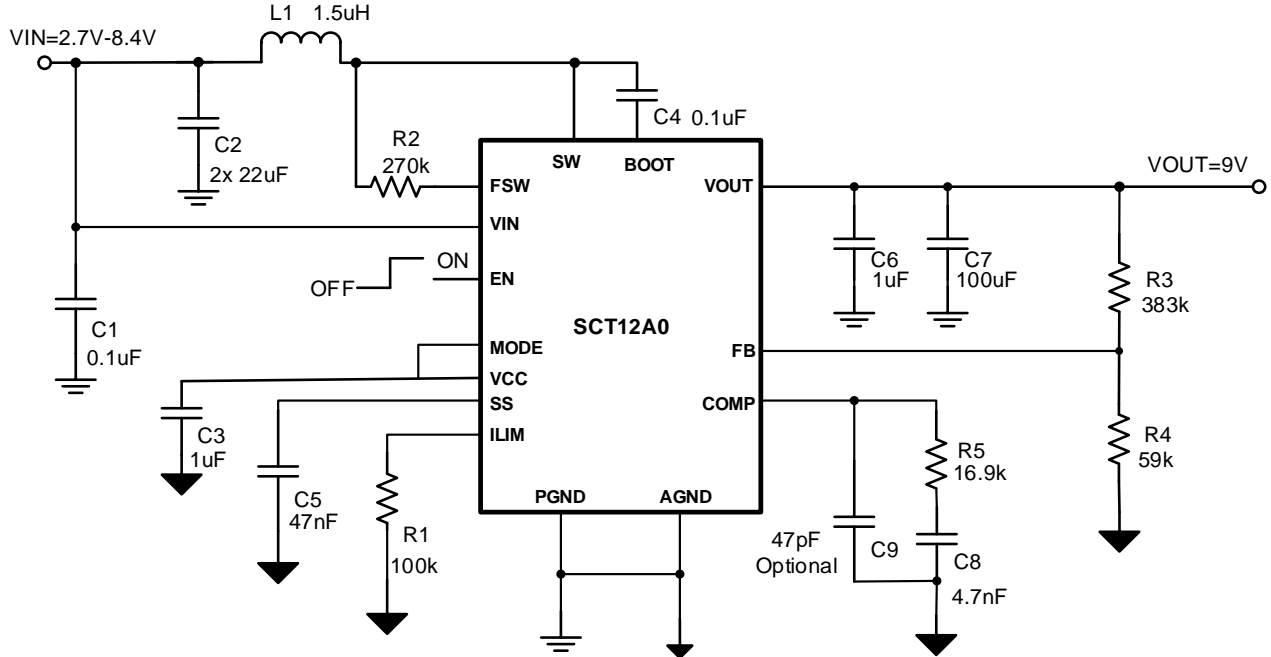 L1 1.5uH
VIN=2.7V-8.4V
C2
2x 22uF
R2
270k
C4 0.1uF
SW
BOOT
FSW
VOUT
VOUT=9V
VIN
ON
OFF
EN
C6
1uF
C7
100uF
R3
383k
C1
0.1uF
SCT12A0
MODE
FB
VCC
SS
COMP
ILIM
C3
1uF
R5
16.9k
R4
59k
C5
47nF
R1
100k
PGND
AGND
47pF
Optional
C9
C8
4.7nF